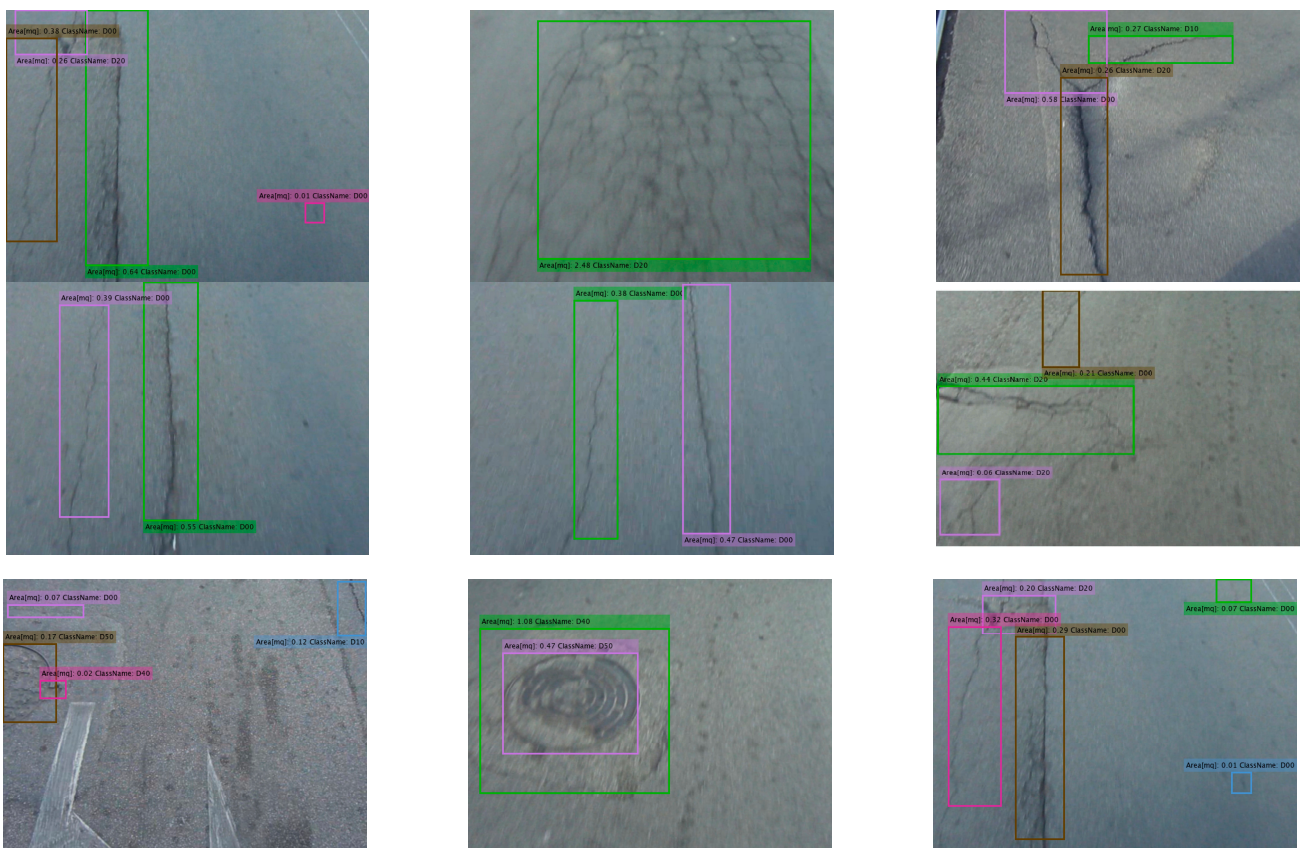 Area[mq]: 0.38 ClassName: D00
Area[mq]: 0.26 ClassName: D20
Area[mq]: 0.01 ClassName: D00
Area[mq]: 0.64 ClassName: D00
Area[mq]: 2.48 ClassName: D20
Area[mq]: 0.27 ClassName: D10
Area[mq]: 0.26 ClassName: D20
Area[mq]: 0.58 ClassName: D00
Area[mq]: 0.39 ClassName: D00
Area[mq]: 0.55 ClassName: D00
Area[mq]: 0.38 ClassName: D00
Area[mq]: 0.47 ClassName: D00
Area[mq]: 0.21 ClassName: D00
Area[mq]: 0.44 ClassName: D20
Area[mq]: 0.06 ClassName: D20
Area[mq]: 0.07 ClassName: D00
Area[mq]: 0.17 ClassName: D50
Area[mq]: 0.12 ClassName: D10
Area[mq]: 0.02 ClassName: D40
Area[mq]: 1.08 ClassName: D40
Area[mq]: 0.47 ClassName: D50
Area[mq]: 0.20 ClassName: D20
Area[mq]: 0.07 ClassName: D00
Area[mq]: 0.32 ClassName: D00
Area[mq]: 0.29 ClassName: D00
Area[mq]: 0.01 ClassName: D00